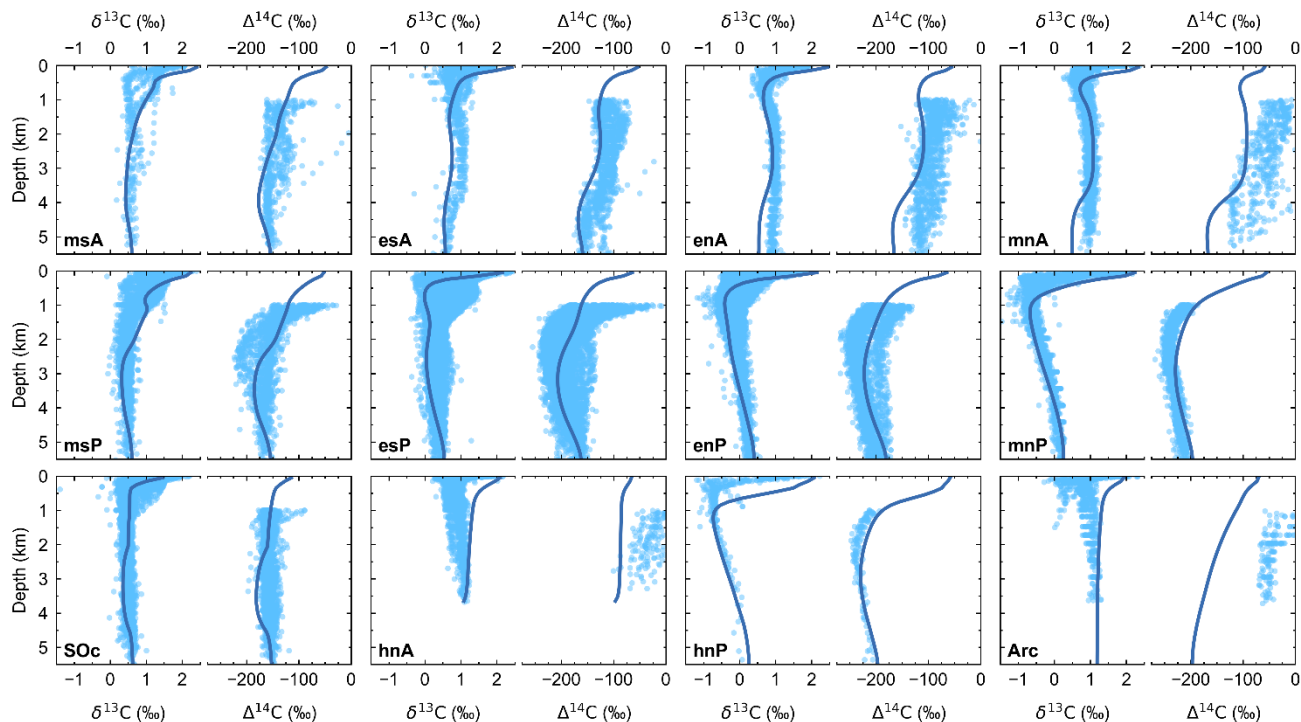 δ¹³C (‰) Δ¹⁴C (‰) δ¹³C (‰) Δ¹⁴C (‰) δ¹³C (‰) Δ¹⁴C (‰) δ¹³C (‰) Δ¹⁴C (‰)
−1 0 1 2 −200 −100 0 −1 0 1 2 −200 −100 0 −1 0 1 2 −200 −100 0 −1 0 1 2 −200 −100 0
0
1
2
3
4
5
Depth (km)
msA esA enA mnA
0
1
2
3
4
5
Depth (km)
msP esP enP mnP
0
1
2
3
4
5
Depth (km)
SOc hnA hnP Arc
−1 0 1 2 −200 −100 0 −1 0 1 2 −200 −100 0 −1 0 1 2 −200 −100 0 −1 0 1 2 −200 −100 0
δ¹³C (‰) Δ¹⁴C (‰) δ¹³C (‰) Δ¹⁴C (‰) δ¹³C (‰) Δ¹⁴C (‰) δ¹³C (‰) Δ¹⁴C (‰)